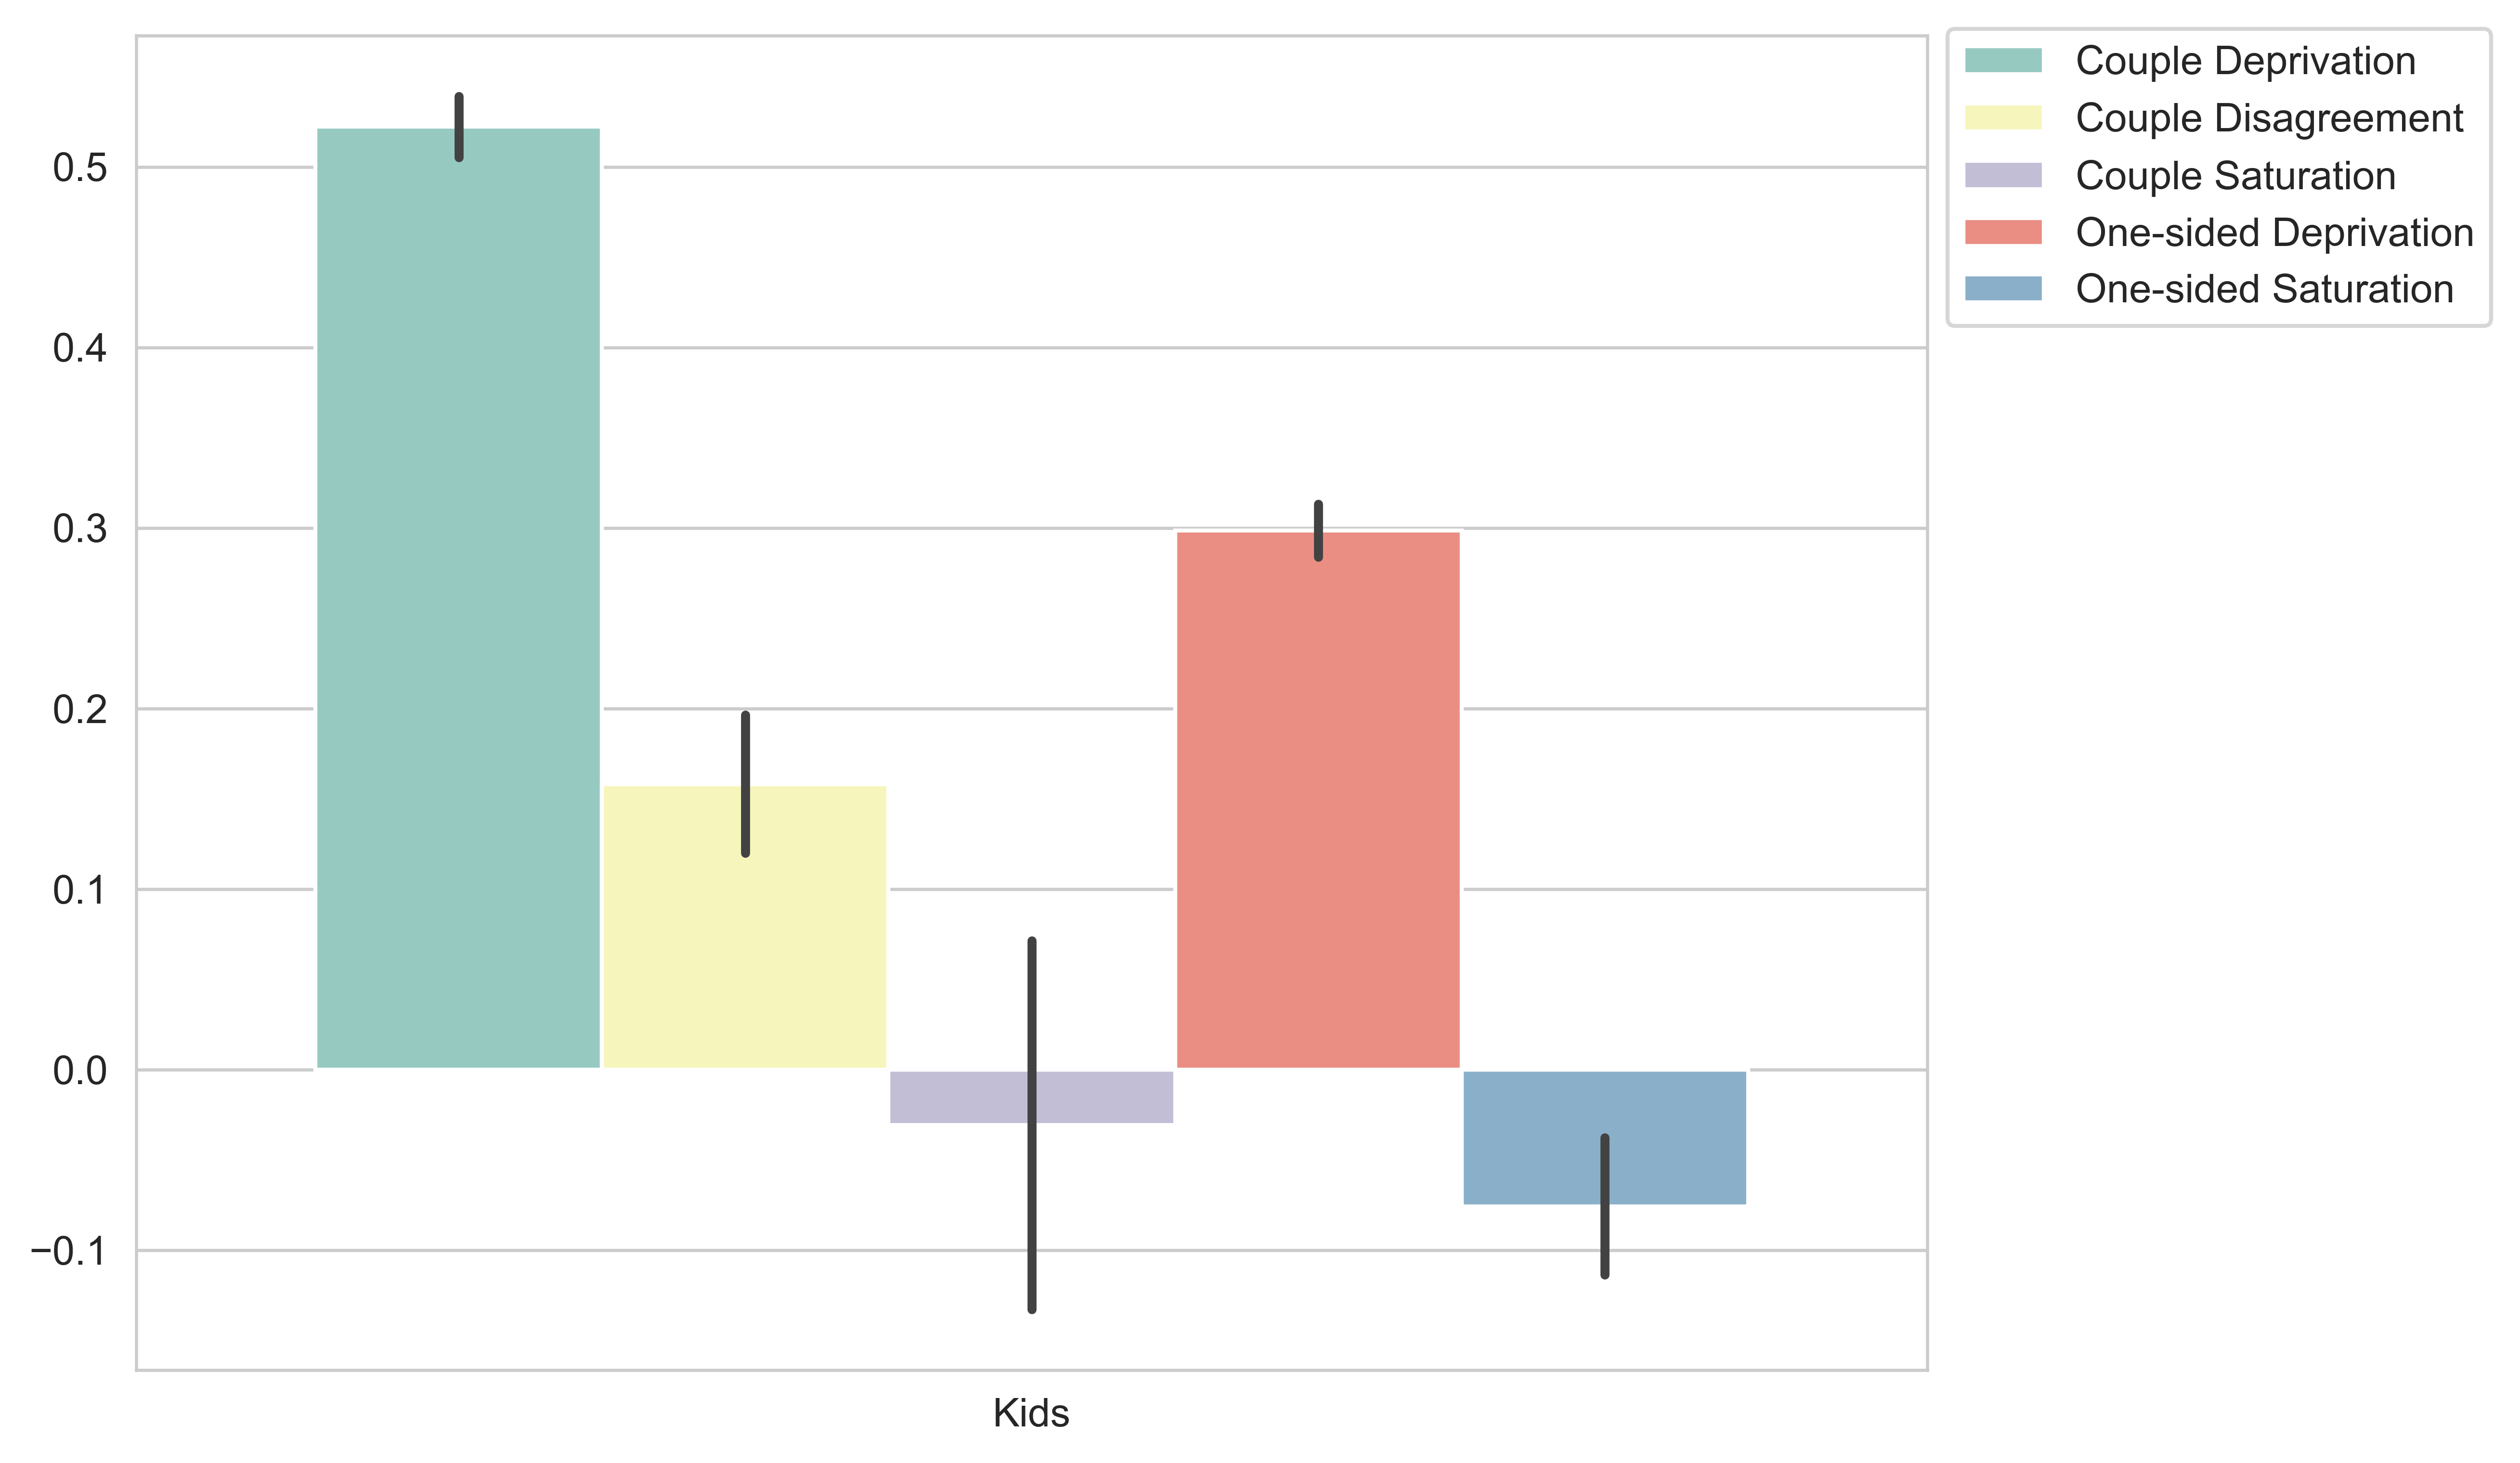 0.5
0.4
0.3
0.2
0.1
0.0
−0.1
Kids
Couple Deprivation
Couple Disagreement
Couple Saturation
One-sided Deprivation
One-sided Saturation